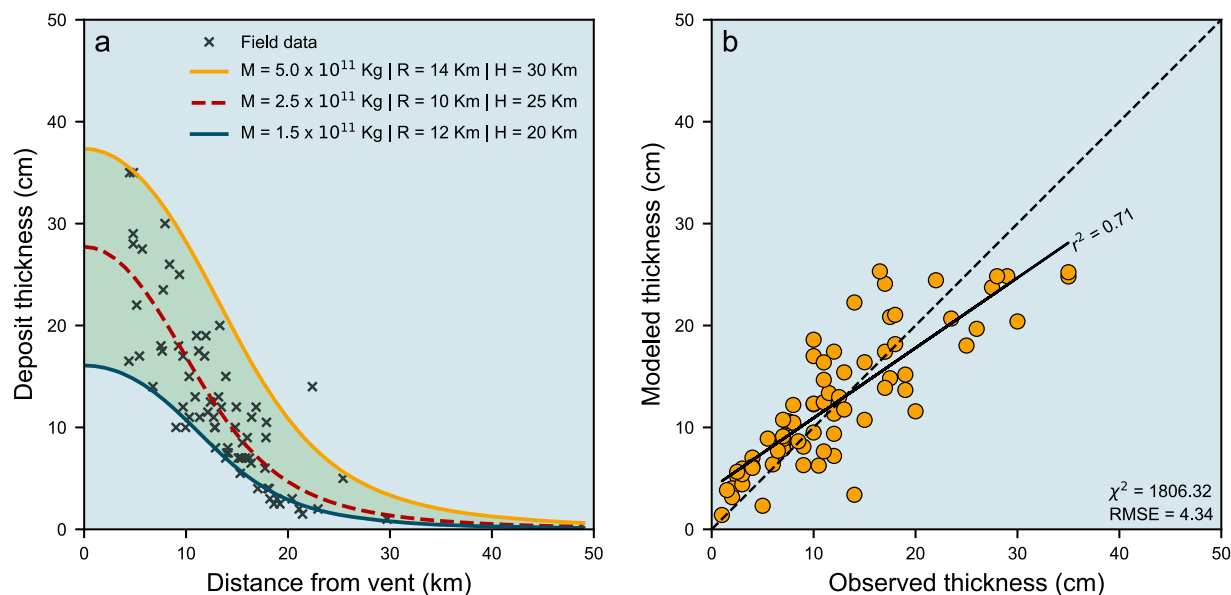 a
Field data
M = 5.0 x 10¹¹ Kg | R = 14 Km | H = 30 Km
M = 2.5 x 10¹¹ Kg | R = 10 Km | H = 25 Km
M = 1.5 x 10¹¹ Kg | R = 12 Km | H = 20 Km
Deposit thickness (cm)
50
40
30
20
10
0
0 10 20 30 40 50
Distance from vent (km)
b
r² = 0.71
χ² = 1806.32
RMSE = 4.34
Modeled thickness (cm)
50
40
30
20
10
0
0 10 20 30 40 50
Observed thickness (cm)